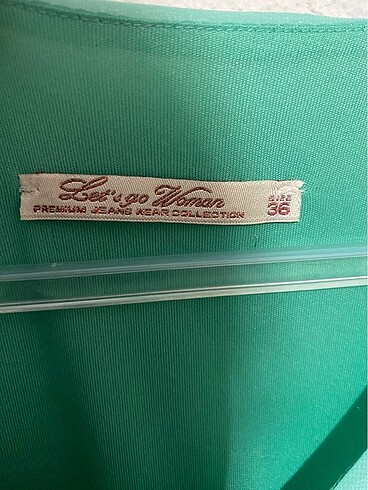 Let's go Woman
PREMIUM JEANS WEAR COLLECTION
SIZE
36